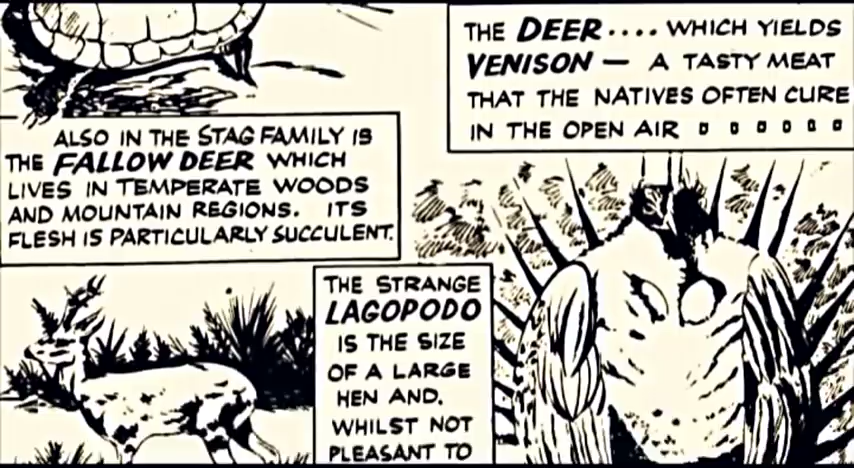 THE DEER .... WHICH YIELDS
VENISON — A TASTY MEAT
THAT THE NATIVES OFTEN CURE
IN THE OPEN AIR . . . . . .
ALSO IN THE STAG FAMILY IS
THE FALLOW DEER WHICH
LIVES IN TEMPERATE WOODS
AND MOUNTAIN REGIONS. ITS
FLESH IS PARTICULARLY SUCCULENT.
THE STRANGE
LAGOPODO
IS THE SIZE
OF A LARGE
HEN AND,
WHILST NOT
PLEASANT TO